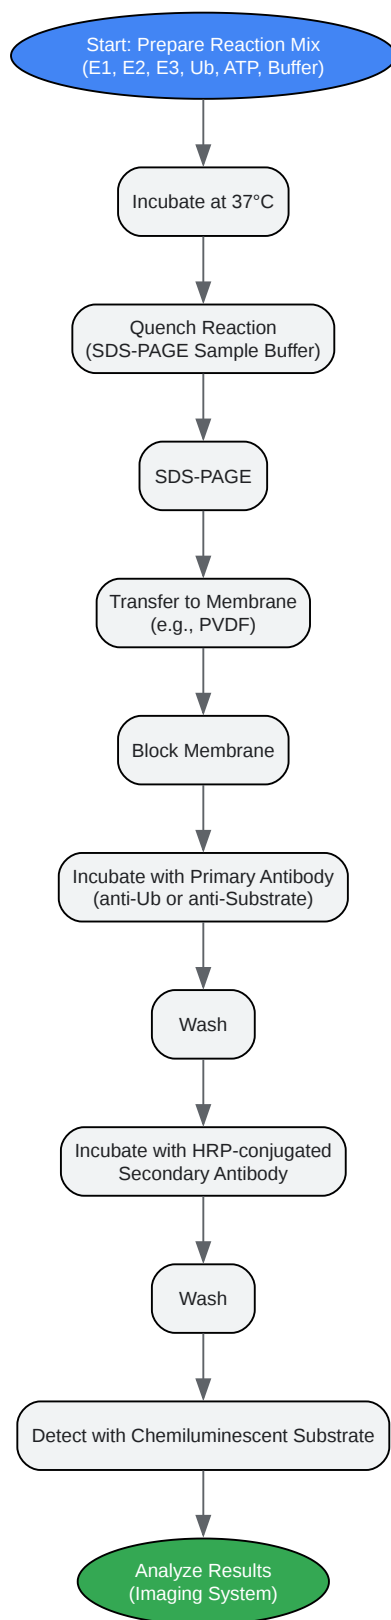 Start: Prepare Reaction Mix
(E1, E2, E3, Ub, ATP, Buffer)
Incubate at 37°C
Quench Reaction
(SDS-PAGE Sample Buffer)
SDS-PAGE
Transfer to Membrane
(e.g., PVDF)
Block Membrane
Incubate with Primary Antibody
(anti-Ub or anti-Substrate)
Wash
Incubate with HRP-conjugated
Secondary Antibody
Wash
Detect with Chemiluminescent Substrate
Analyze Results
(Imaging System)